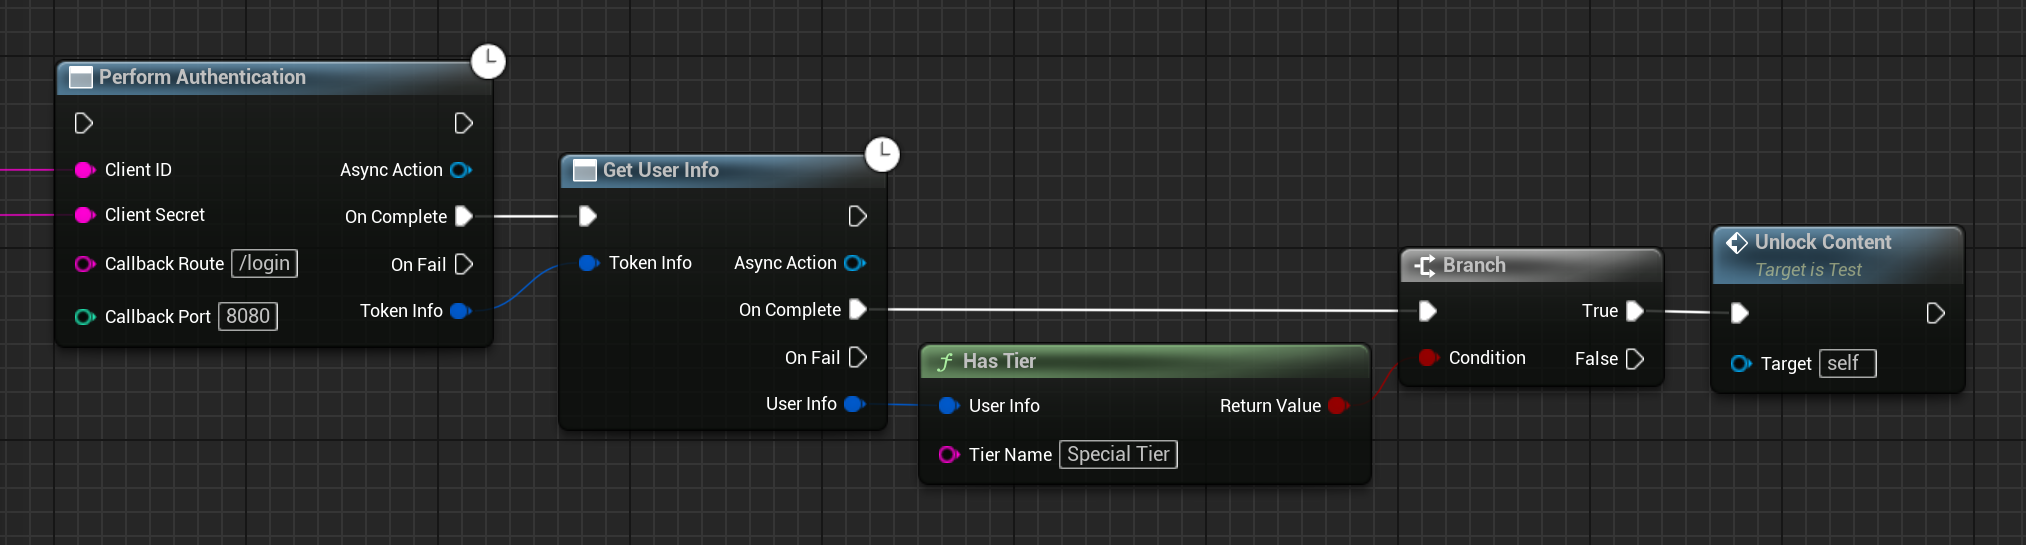 Perform Authentication
Client ID
Async Action
Client Secret
On Complete
Callback Route /login
On Fail
Callback Port 8080
Token Info
Get User Info
Token Info
Async Action
On Complete
On Fail
User Info
Has Tier
User Info
Return Value
Tier Name Special Tier
Branch
True
Condition
False
Unlock Content
Target is Test
Target self